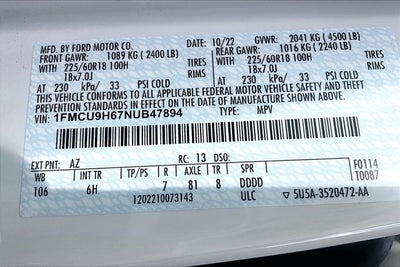 MFD. BY FORD MOTOR CO.
10/22 GVWR: 2041 KG ( 4500 LB)
FRONT GAWR: 1089 KG ( 2400 LB) REAR GAWR: 1016 KG ( 2240 LB)
WITH 225/60R18 100H TIRES WITH 225/60R18 100H TIRES
18x7.0J RIMS 18x7.0J RIMS
AT 230 kPa/ 33 PSI COLD AT 230 kPa/ 33 PSI COLD
THIS VEHICLE CONFORMS TO ALL APPLICABLE FEDERAL MOTOR VEHICLE SAFETY, BUMPER, AND THEFT
PREVENTION STANDARDS IN EFFECT ON THE DATE OF MANUFACTURE SHOWN ABOVE.
VIN: 1FMCU9H67NUB47894 TYPE: MPV
EXT PNT: AZ RC: 13 DSO:
WB INT TR TP/PS R AXLE TR SPR F0114
106 6H 7 81 8 DDDD T0087
1202210073143 ULC 5U5A-3520472-AA